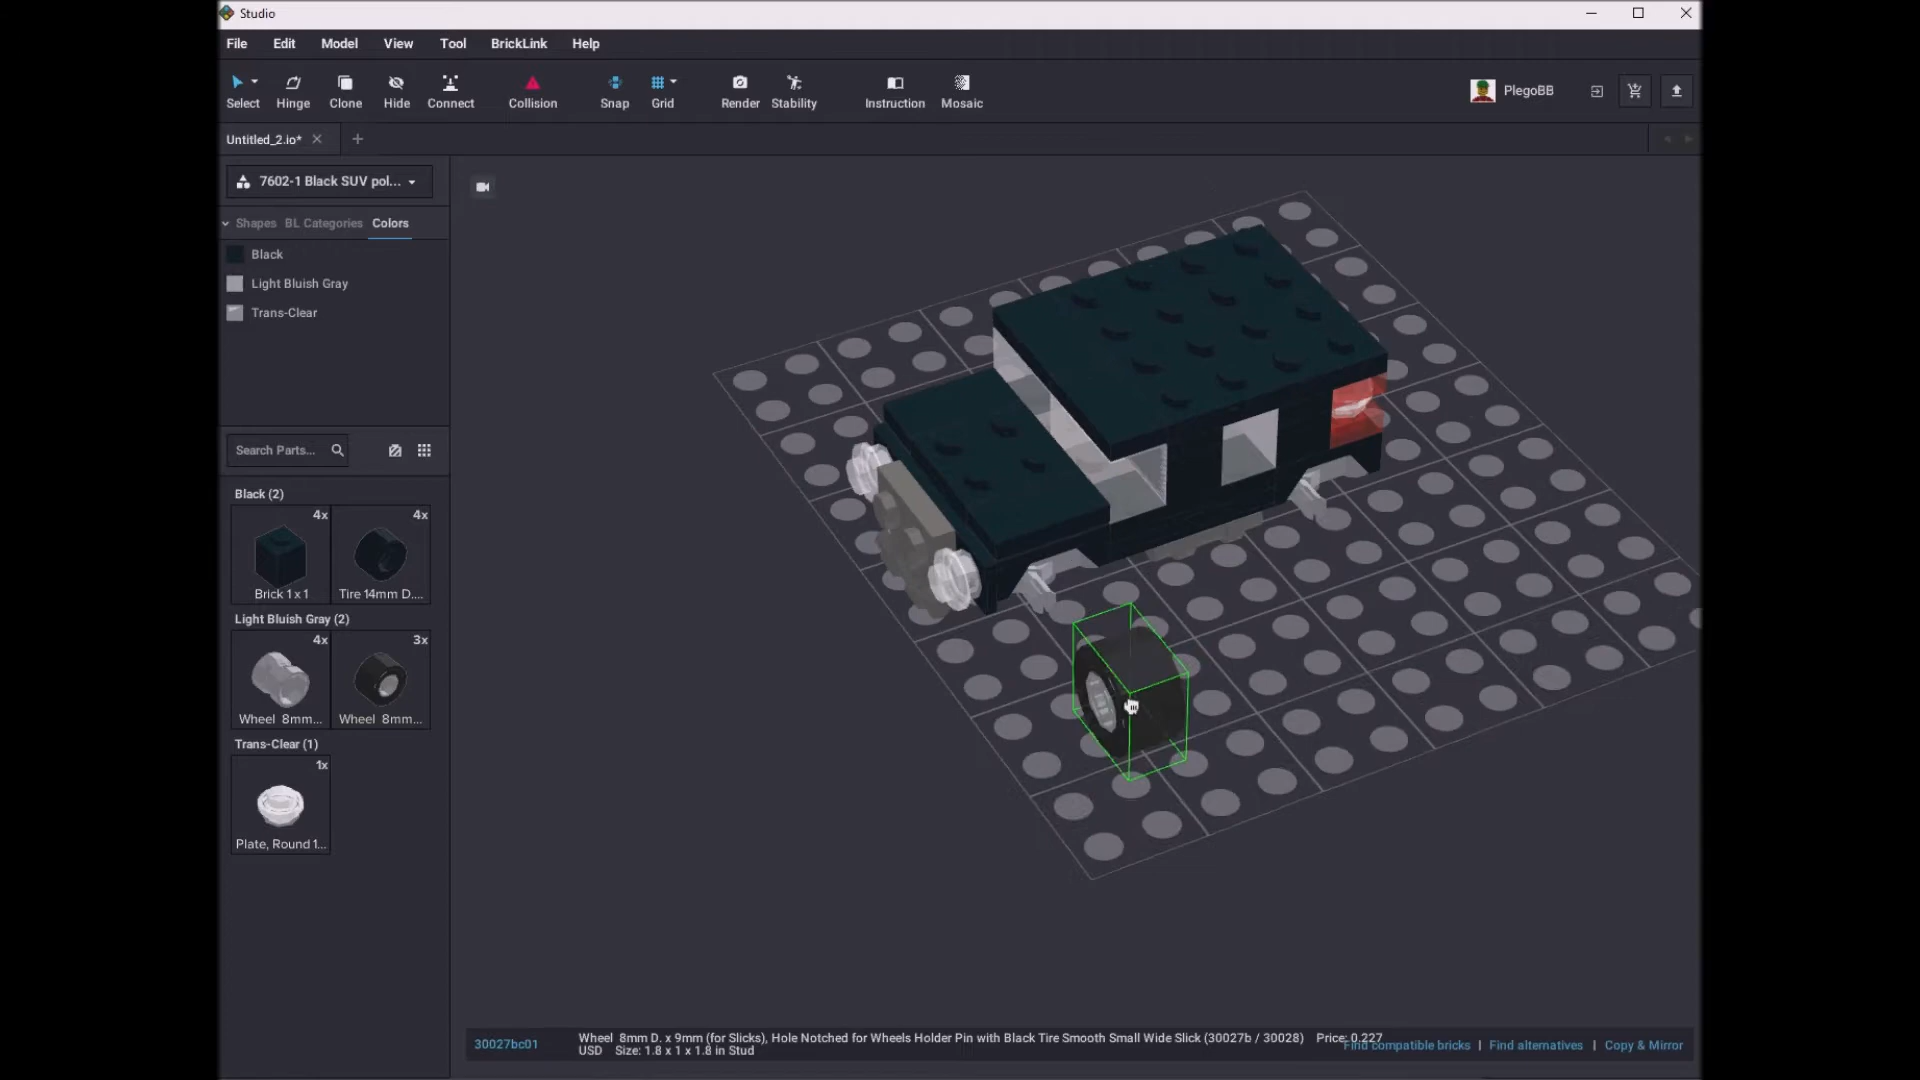 Studio
File Edit Model View Tool BrickLink Help
Select Hinge Clone Hide Connect Collision Snap Grid Render Stability Instruction Mosaic PlegoBB
Untitled_2.io*
7602-1 Black SUV pol...
Shapes BL Categories Colors
Black
Light Bluish Gray
Trans-Clear
Search Parts...
Black (2)
4x 4x
Brick 1 x 1 Tire 14mm D....
Light Bluish Gray (2)
4x 3x
Wheel 8mm... Wheel 8mm...
Trans-Clear (1)
1x
Plate, Round 1...
30027bc01 Wheel 8mm D. x 9mm (for Slicks), Hole Notched for Wheels Holder Pin with Black Tire Smooth Small Wide Slick (30027b / 30028) Price: 0.227
USD Size: 1.8 x 1 x 1.8 in Stud
Find compatible bricks | Find alternatives | Copy & Mirror